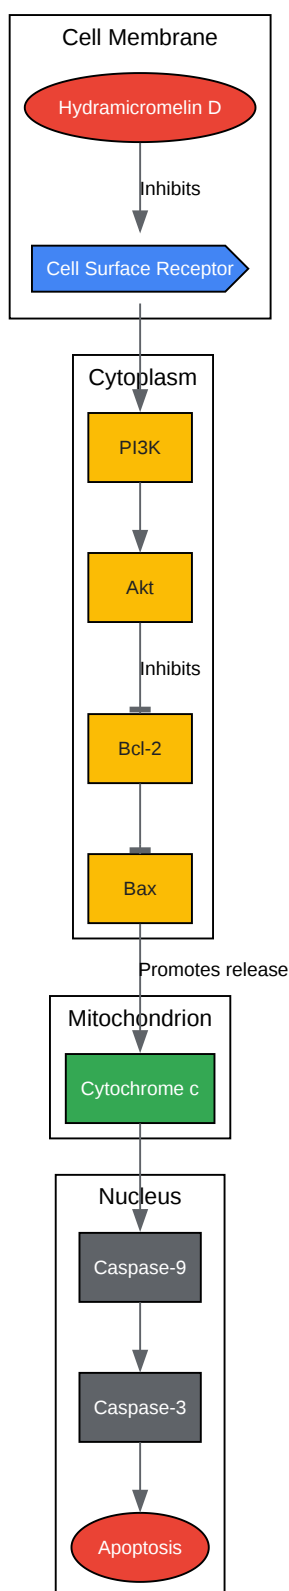 Cell Membrane
Hydramicromelin D
Inhibits
Cell Surface Receptor
Cytoplasm
PI3K
Akt
Inhibits
Bcl-2
Bax
Promotes release
Mitochondrion
Cytochrome c
Nucleus
Caspase-9
Caspase-3
Apoptosis